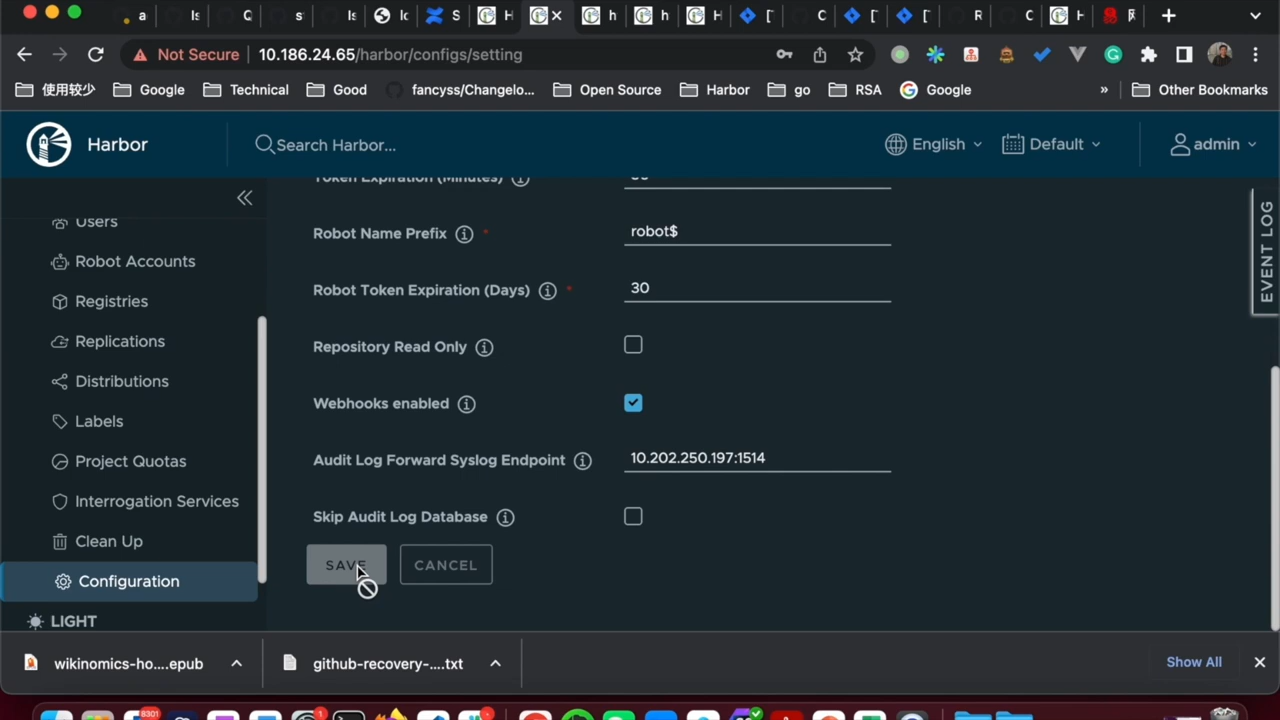 Not Secure 10.186.24.65/harbor/configs/setting
使用较少 Google Technical Good fancyss/Changelo... Open Source Harbor go RSA Google » Other Bookmarks
Harbor Search Harbor... English Default admin
Token Expiration (Minutes)
Users
Robot Name Prefix * robot$
Robot Accounts
Robot Token Expiration (Days) * 30
Registries
Repository Read Only
Replications
Distributions
Webhooks enabled
Labels
Audit Log Forward Syslog Endpoint 10.202.250.197:1514
Project Quotas
Interrogation Services
Skip Audit Log Database
Clean Up
SAVE CANCEL
Configuration
LIGHT
EVENT LOG
wikinomics-ho....epub github-recovery-....txt Show All
8301